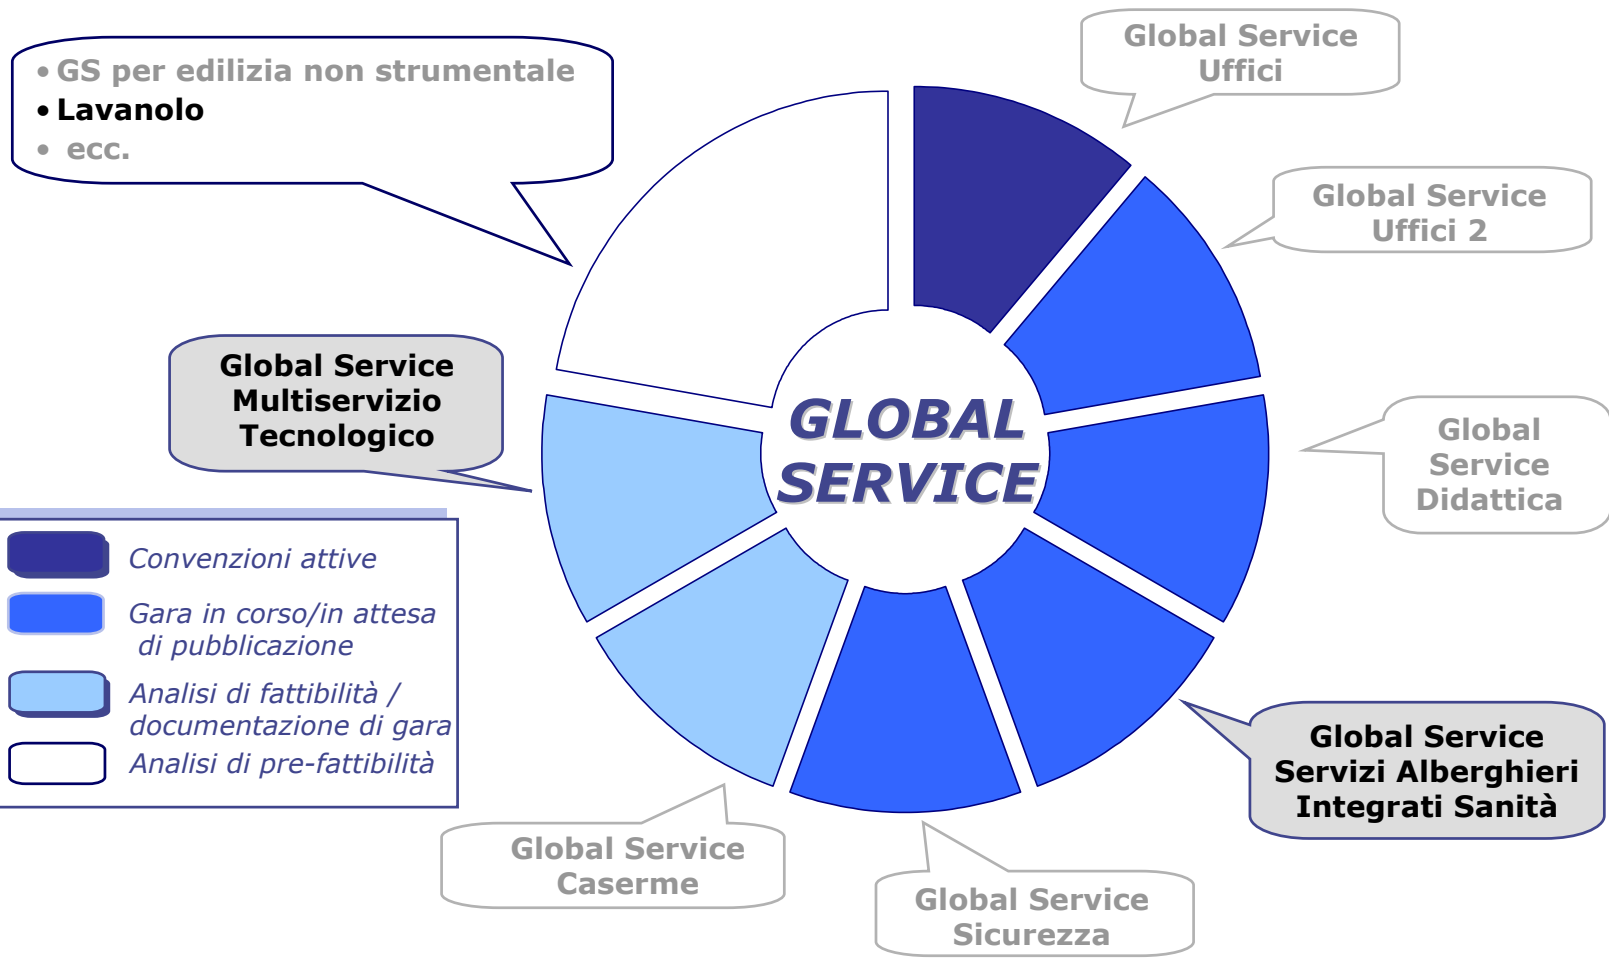 • GS per edilizia non strumentale
• Lavanolo
• ecc.
Global Service
Uffici
Global Service
Uffici 2
Global
Service
Didattica
Global Service
Servizi Alberghieri
Integrati Sanità
Global Service
Sicurezza
Global Service
Caserme
Global Service
Multiservizio
Tecnologico
GLOBAL
SERVICE
Convenzioni attive
Gara in corso/in attesa
di pubblicazione
Analisi di fattibilità /
documentazione di gara
Analisi di pre-fattibilità